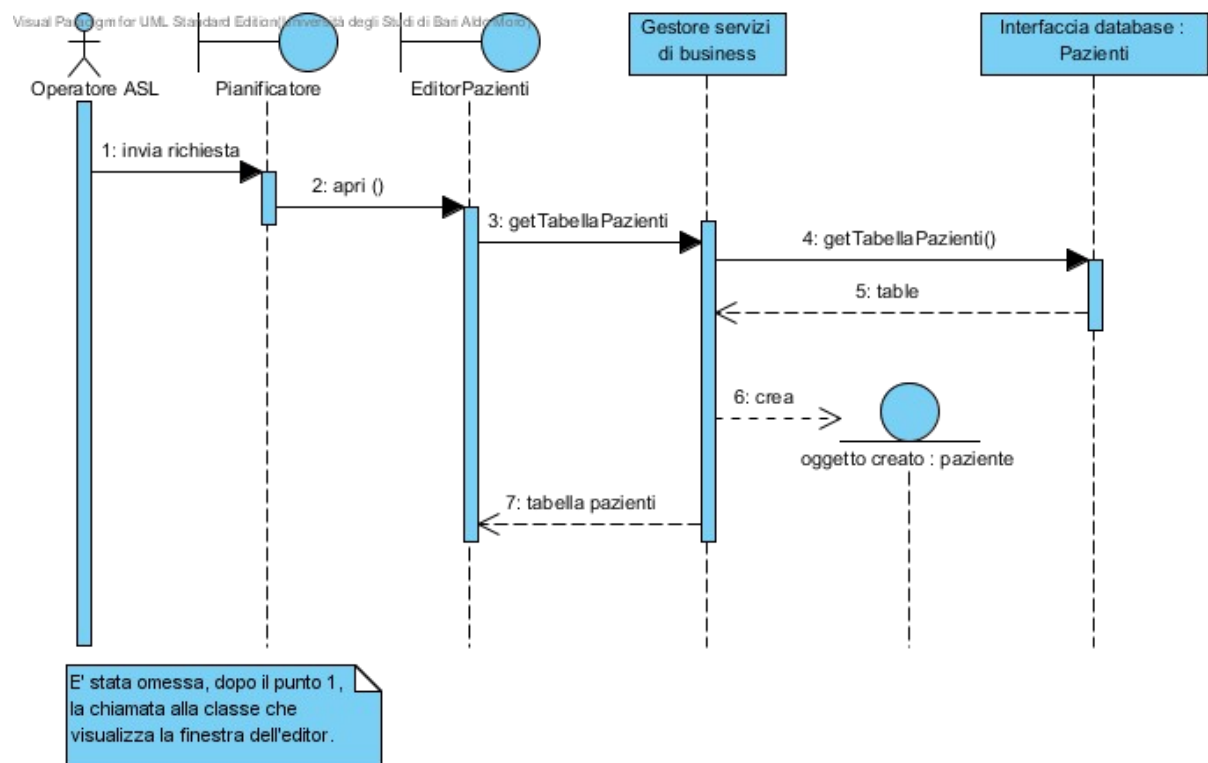 Visual Paradigm for UML Standard Edition(Università degli Studi di Bari Aldo Moro)
Gestore servizi
di business
Interfaccia database :
Pazienti
Operatore ASL
Pianificatore
EditorPazienti
1: invia richiesta
2: apri ()
3: getTabellaPazienti
4: getTabellaPazienti()
5: table
6: crea
oggetto creato : paziente
7: tabella pazienti
E' stata omessa, dopo il punto 1,
la chiamata alla classe che
visualizza la finestra dell'editor.